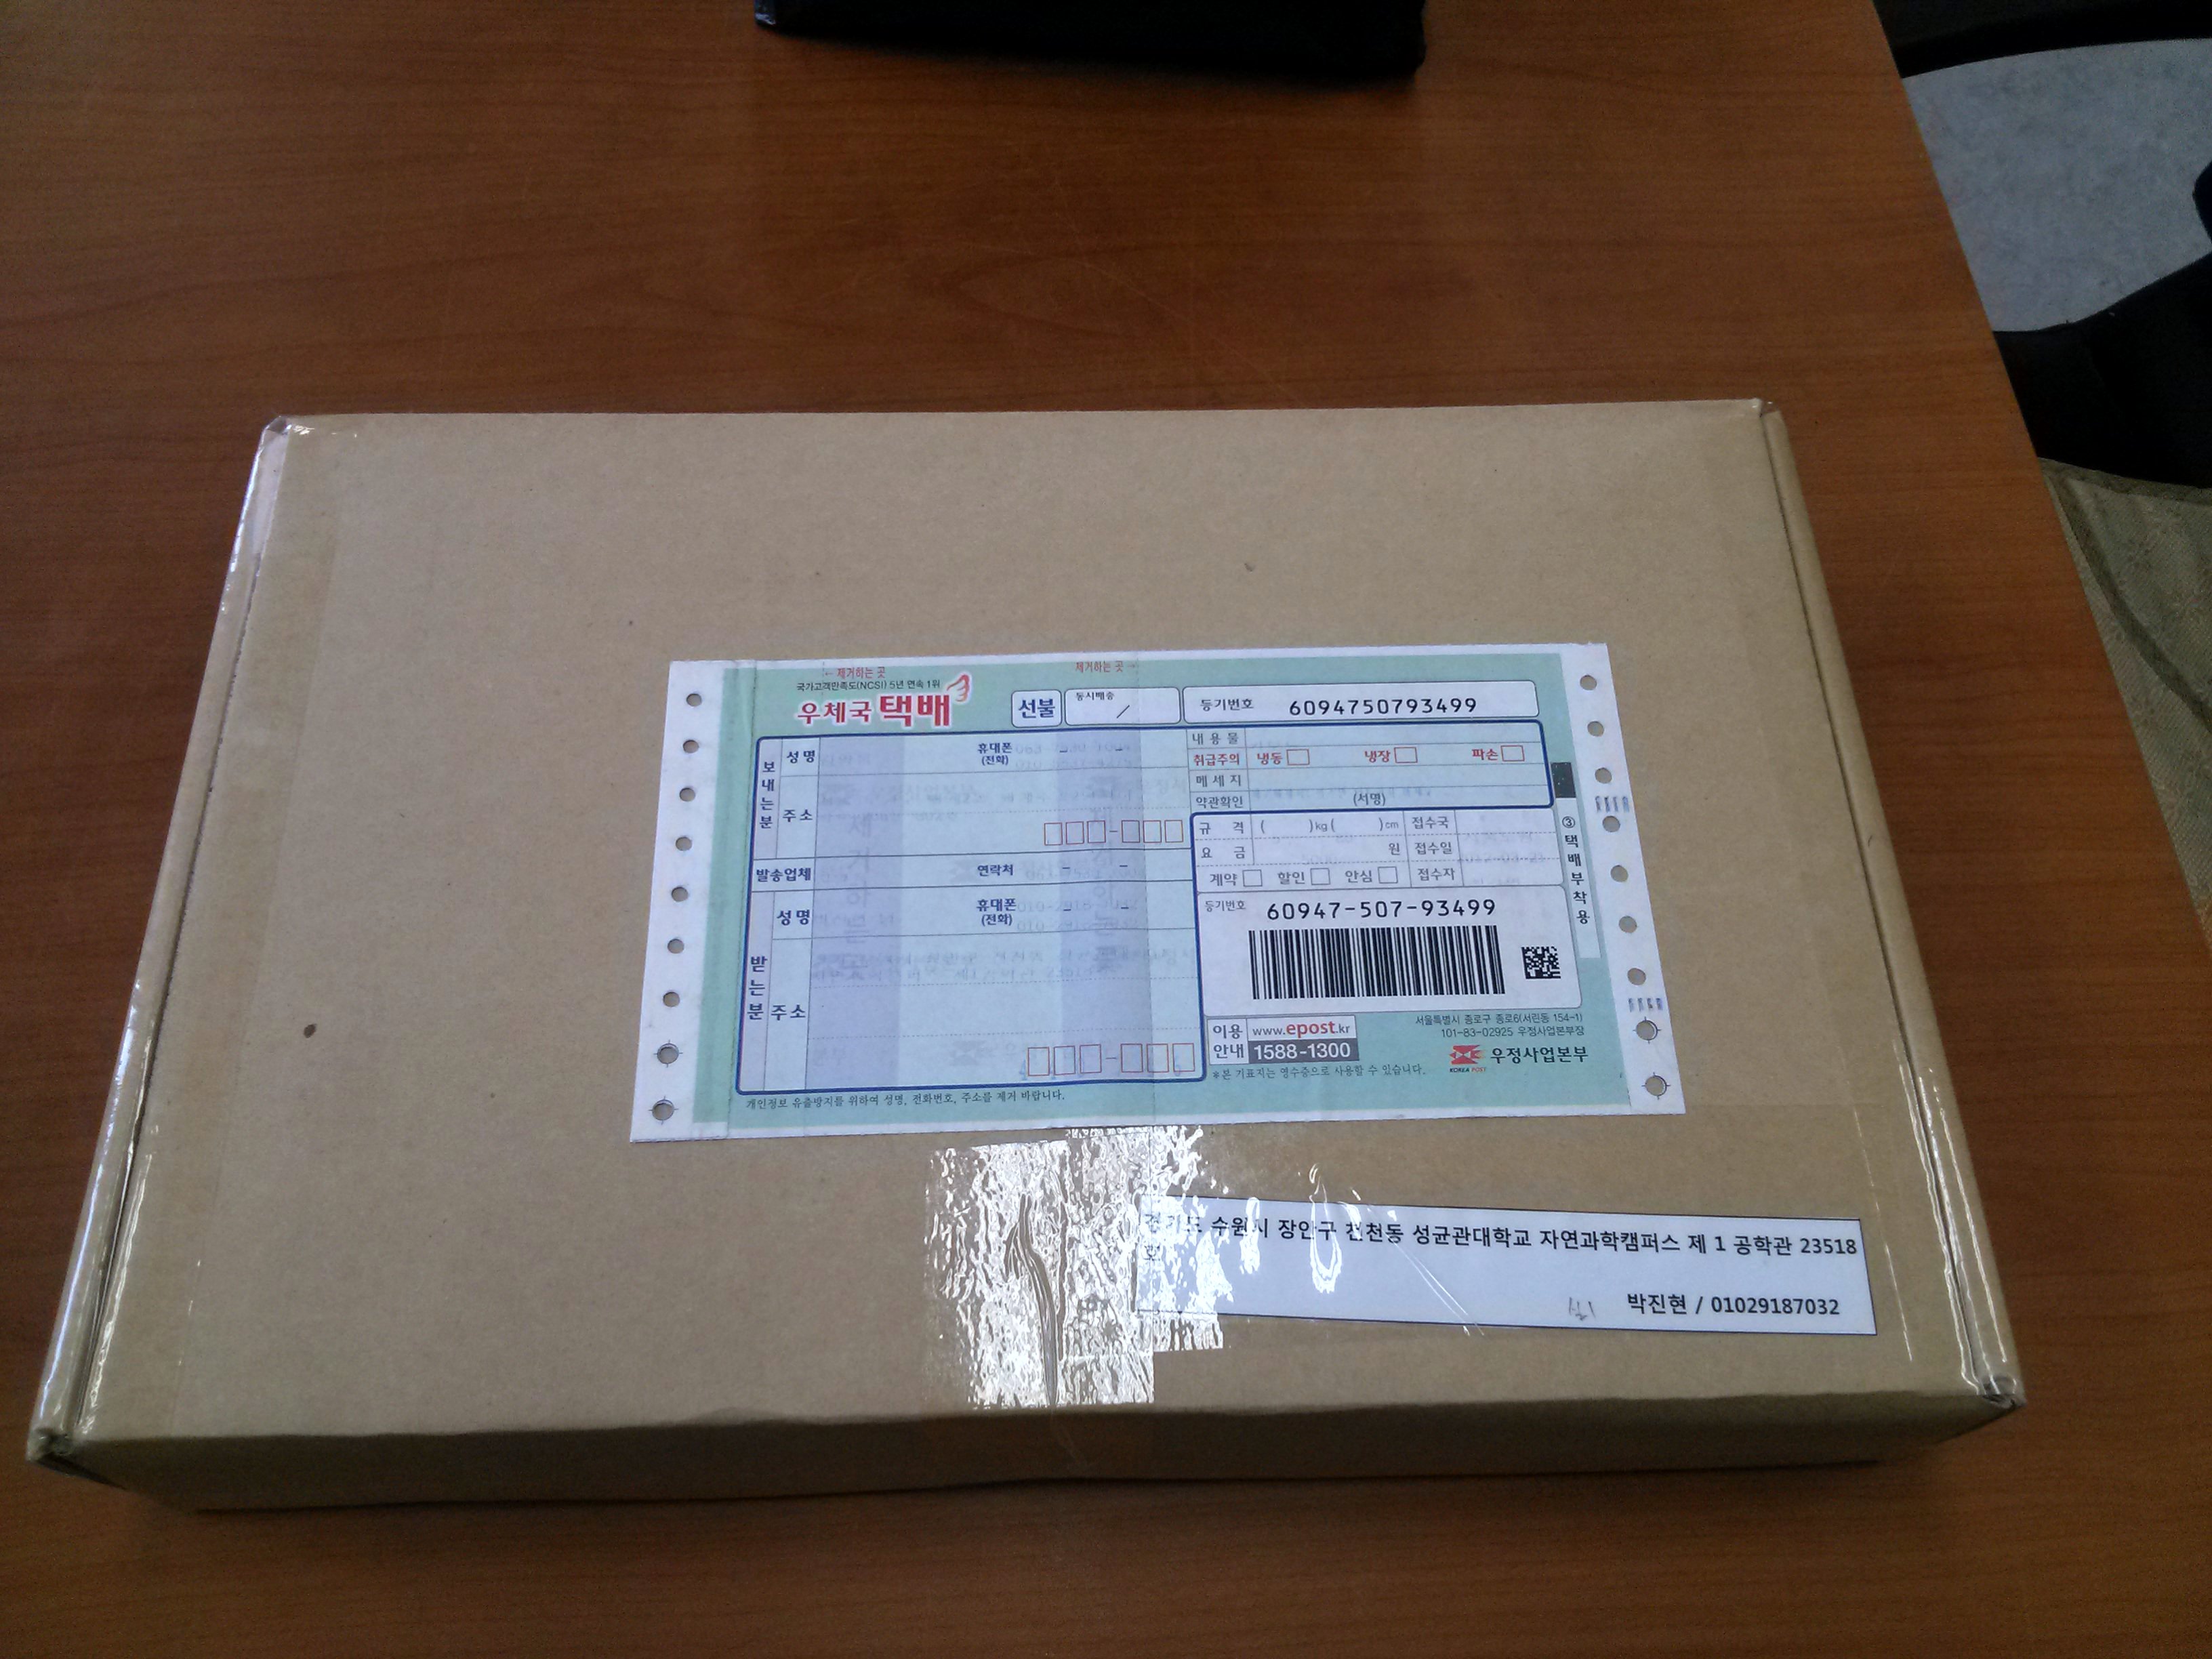 ← 제거하는 곳
제거하는 곳 →
국가고객만족도(NCSI) 5년 연속 1위
우체국 택배
선불
동시배송
/
등기번호 6094750793499
보내는분
성명
휴대폰 - -
(전화)
주소
발송업체
연락처 - -
받는분
성명
휴대폰 - -
(전화)
주소
내용물
취급주의 냉동 냉장 파손
메세지
약관확인 (서명)
규격 ( )kg ( )cm 접수국
요금 원 접수일
계약 할인 안심 접수자
등기번호 60947-507-93499
③택배부착용
이용안내
www.epost.kr
1588-1300
서울특별시 종로구 종로6(서린동 154-1)
101-83-02925 우정사업본부장
KOREA POST
우정사업본부
※본 기표지는 영수증으로 사용할 수 있습니다.
개인정보 유출방지를 위하여 성명, 전화번호, 주소를 제거 바랍니다.
경기도 수원시 장안구 천천동 성균관대학교 자연과학캠퍼스 제 1 공학관 23518
호
박진현 / 01029187032